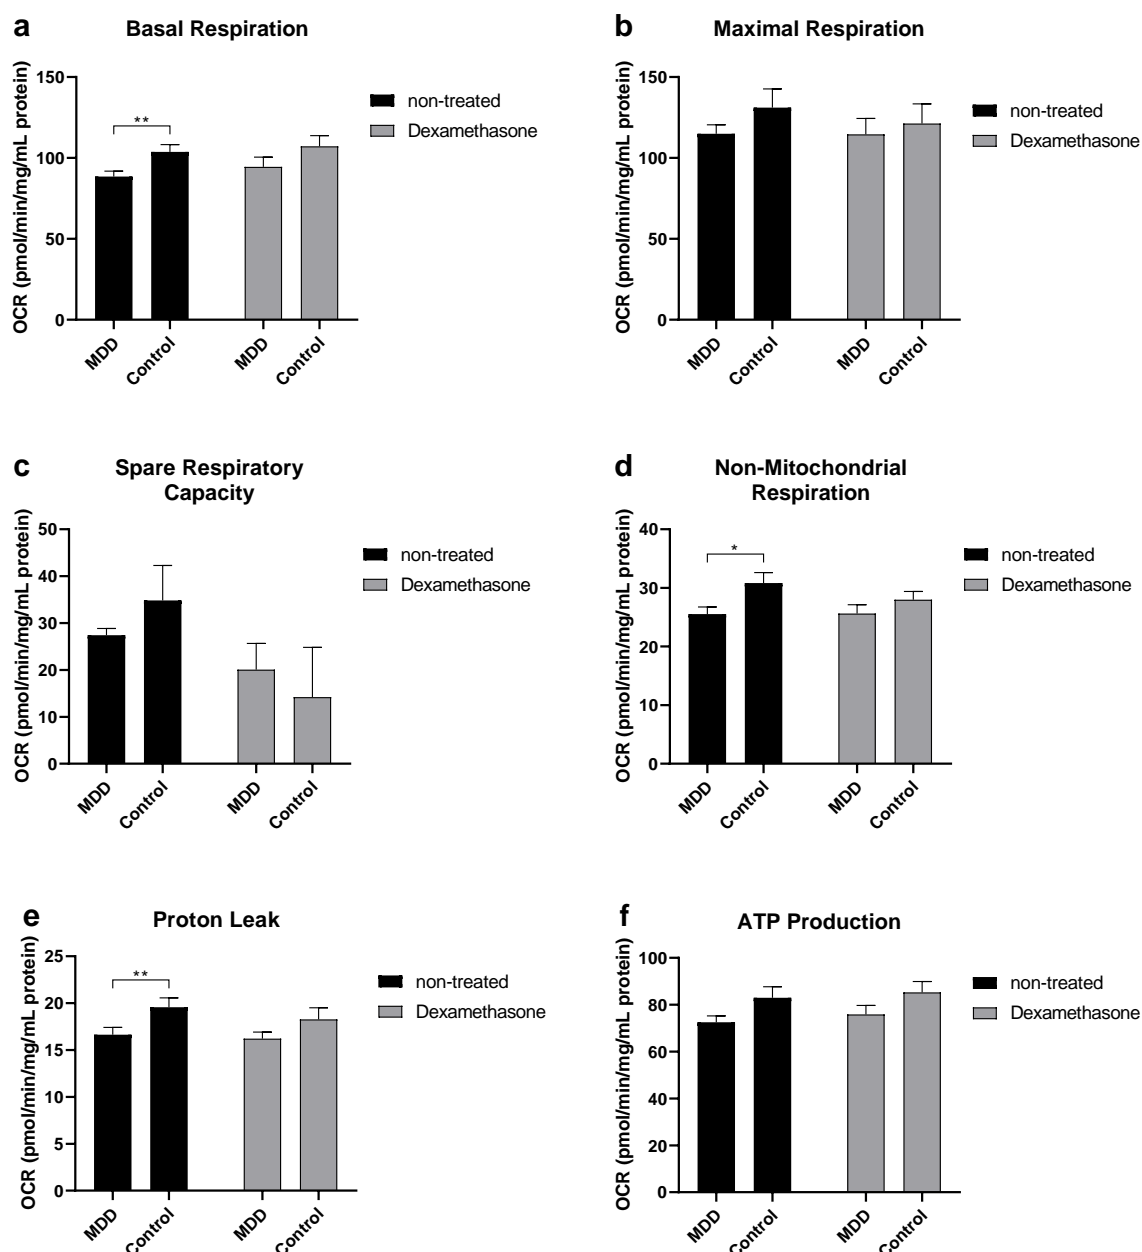 a
Basal Respiration
OCR (pmol/min/mg/mL protein)
150
100
50
0
**
MDD
Control
MDD
Control
non-treated
Dexamethasone
b
Maximal Respiration
OCR (pmol/min/mg/mL protein)
150
100
50
0
MDD
Control
MDD
Control
non-treated
Dexamethasone
c
Spare Respiratory
Capacity
OCR (pmol/min/mg/mL protein)
50
40
30
20
10
0
MDD
Control
MDD
Control
non-treated
Dexamethasone
d
Non-Mitochondrial
Respiration
OCR (pmol/min/mg/mL protein)
40
30
20
10
0
*
MDD
Control
MDD
Control
non-treated
Dexamethasone
e
Proton Leak
OCR (pmol/min/mg/mL protein)
25
20
15
10
5
0
**
MDD
Control
MDD
Control
non-treated
Dexamethasone
f
ATP Production
OCR (pmol/min/mg/mL protein)
100
80
60
40
20
0
MDD
Control
MDD
Control
non-treated
Dexamethasone